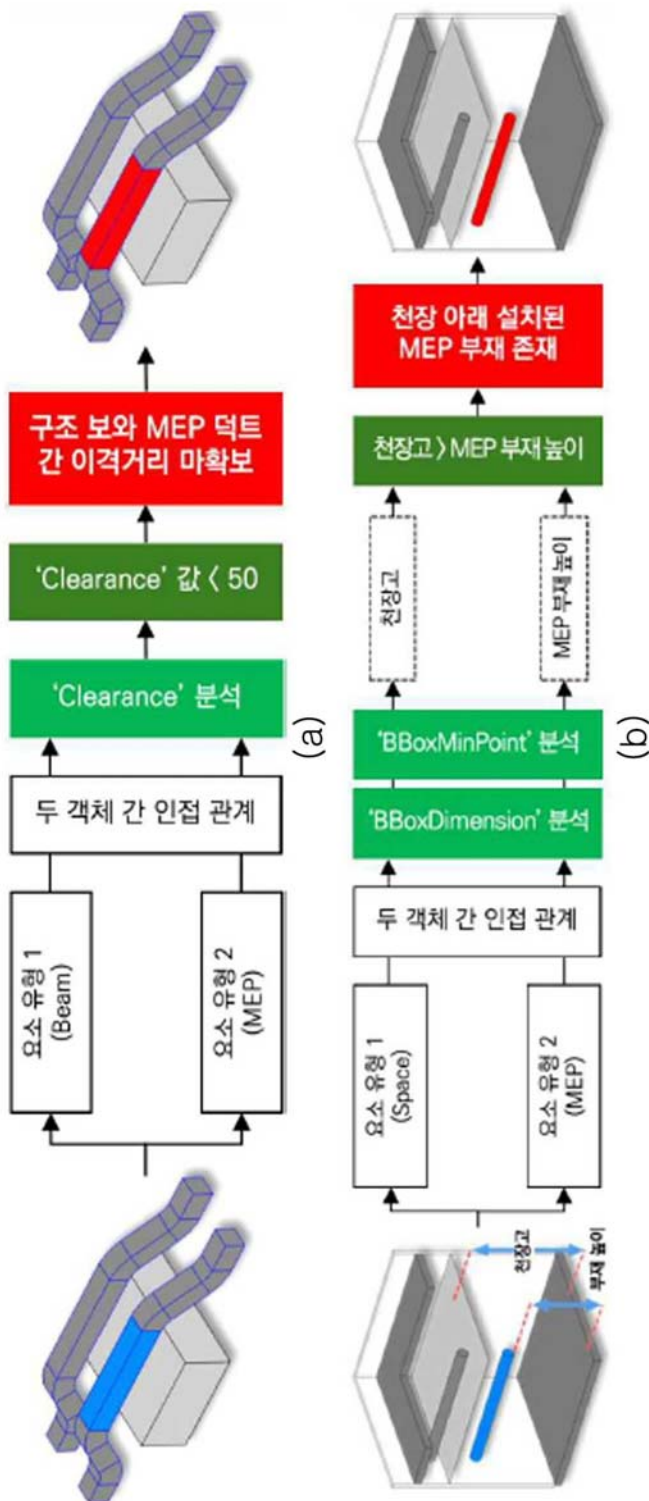 요소 유형 1
(Beam)
요소 유형 2
(MEP)
두 객체 간 인접 관계
‘Clearance’ 분석
‘Clearance’ 값 < 50
구조 보와 MEP 덕트
간 이격거리 마확보
(a)
천장고
부재 높이
요소 유형 1
(Space)
요소 유형 2
(MEP)
두 객체 간 인접 관계
‘BBoxDimension’ 분석
‘BBoxMinPoint’ 분석
천장고
MEP 부재 높이
천장고 > MEP 부재 높이
천장 아래 설치된
MEP 부재 존재
(b)